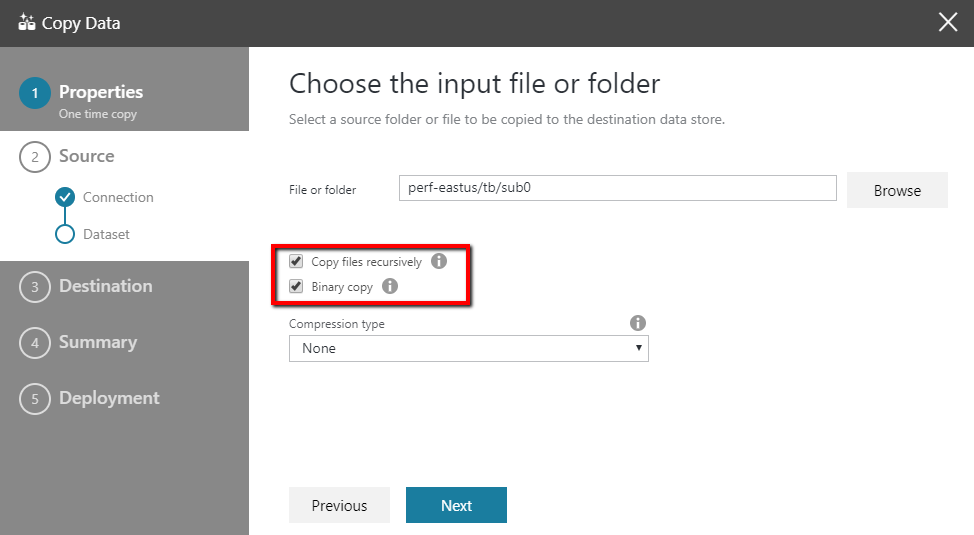 Copy Data
1 Properties
One time copy
2 Source
Connection
Dataset
3 Destination
4 Summary
5 Deployment
Choose the input file or folder
Select a source folder or file to be copied to the destination data store.
File or folder
perf-eastus/tb/sub0
Browse
Copy files recursively
Binary copy
Compression type
None
Previous
Next